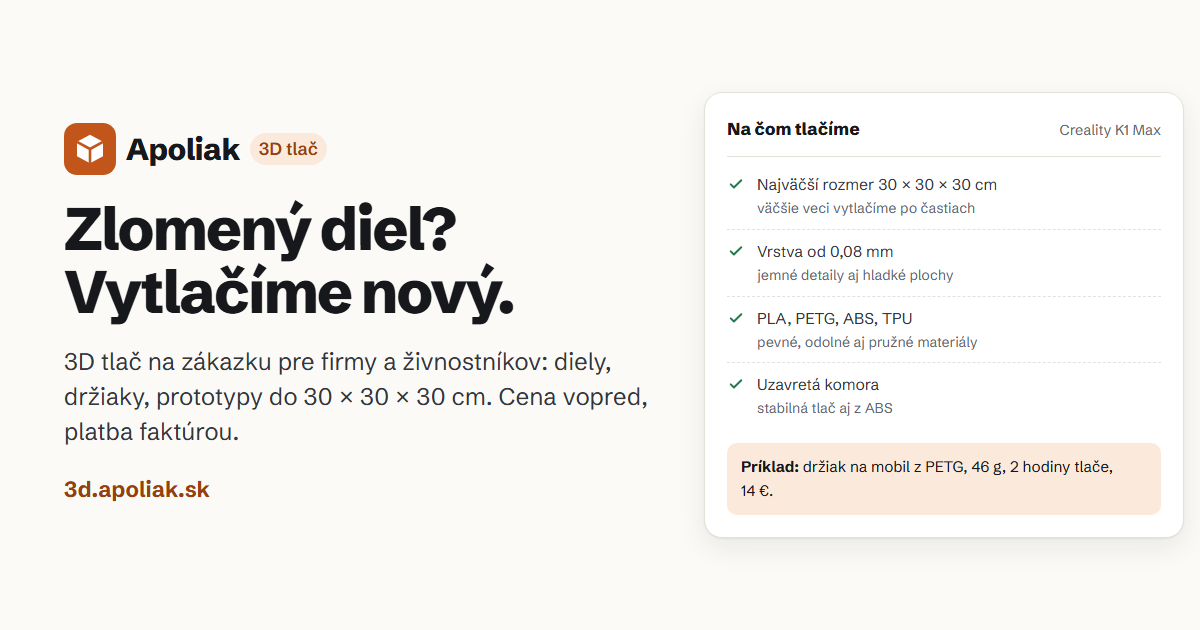 Apoliak 3D tlač
Zlomený diel?
Vytlačíme nový.
3D tlač na zákazku pre firmy a živnostníkov: diely,
držiaky, prototypy do 30 × 30 × 30 cm. Cena vopred,
platba faktúrou.
3d.apoliak.sk
Na čom tlačíme Creality K1 Max
Najväčší rozmer 30 × 30 × 30 cm
väčšie veci vytlačíme po častiach
Vrstva od 0,08 mm
jemné detaily aj hladké plochy
PLA, PETG, ABS, TPU
pevné, odolné aj pružné materiály
Uzavretá komora
stabilná tlač aj z ABS
Príklad: držiak na mobil z PETG, 46 g, 2 hodiny tlače,
14 €.